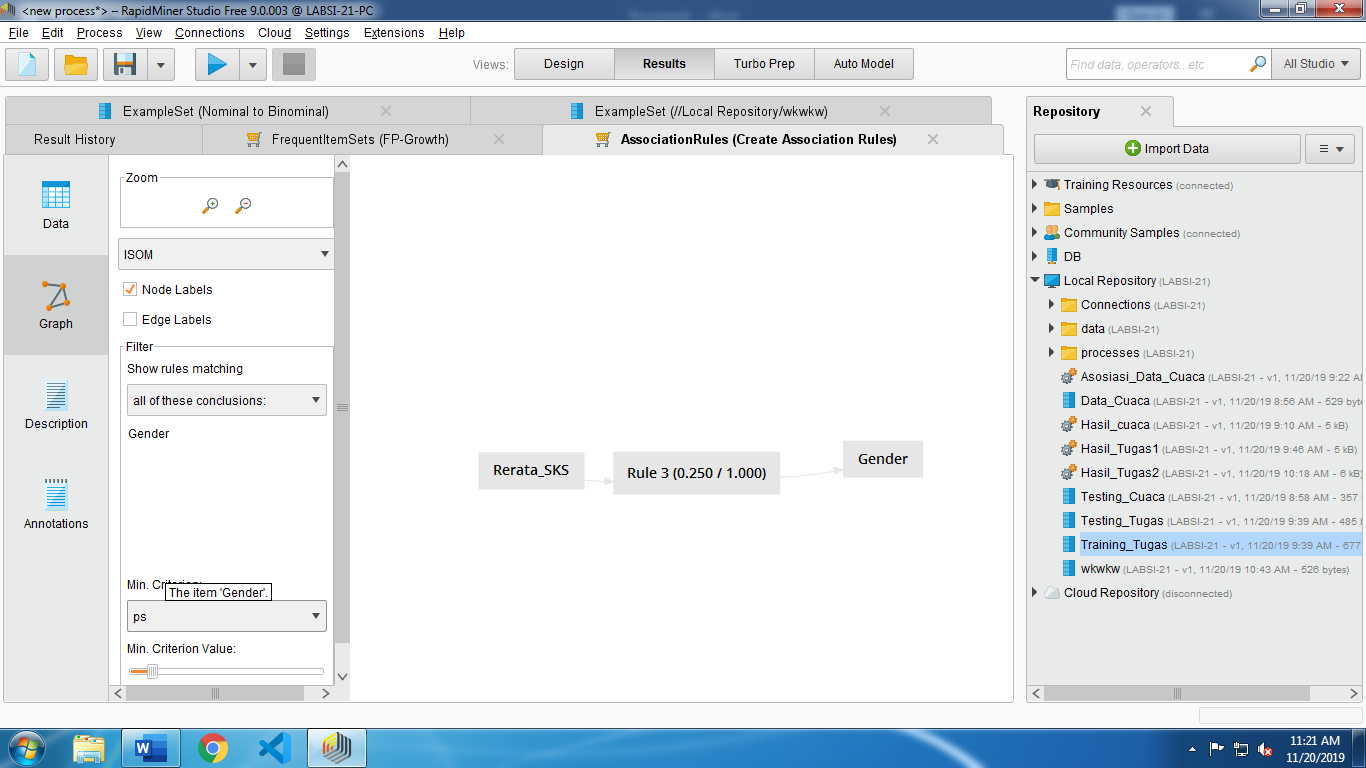 <new process*> – RapidMiner Studio Free 9.0.003 @ LABSI-21-PC
File Edit Process View Connections Cloud Settings Extensions Help
Views: Design Results Turbo Prep Auto Model
Find data, operators...etc
All Studio
ExampleSet (Nominal to Binominal)
ExampleSet (//Local Repository/wkwkw)
Result History
FrequentItemSets (FP-Growth)
AssociationRules (Create Association Rules)
Data
Graph
Description
Annotations
Zoom
ISOM
Node Labels
Edge Labels
Filter
Show rules matching
all of these conclusions:
Gender
Min. Criterion:
The item 'Gender'.
ps
Min. Criterion Value:
Rerata_SKS
Rule 3 (0.250 / 1.000)
Gender
Repository
Import Data
Training Resources (connected)
Samples
Community Samples (connected)
DB
Local Repository (LABSI-21)
Connections (LABSI-21)
data (LABSI-21)
processes (LABSI-21)
Asosiasi_Data_Cuaca (LABSI-21 - v1, 11/20/19 9:22 A
Data_Cuaca (LABSI-21 - v1, 11/20/19 8:56 AM - 529 byt
Hasil_cuaca (LABSI-21 - v1, 11/20/19 9:10 AM - 5 kB)
Hasil_Tugas1 (LABSI-21 - v1, 11/20/19 9:46 AM - 5 kB)
Hasil_Tugas2 (LABSI-21 - v1, 11/20/19 10:18 AM - 6 kB)
Testing_Cuaca (LABSI-21 - v1, 11/20/19 8:58 AM - 357
Testing_Tugas (LABSI-21 - v1, 11/20/19 9:39 AM - 485
Training_Tugas (LABSI-21 - v1, 11/20/19 9:39 AM - 677
wkwkw (LABSI-21 - v1, 11/20/19 10:43 AM - 526 bytes)
Cloud Repository (disconnected)
11:21 AM
11/20/2019